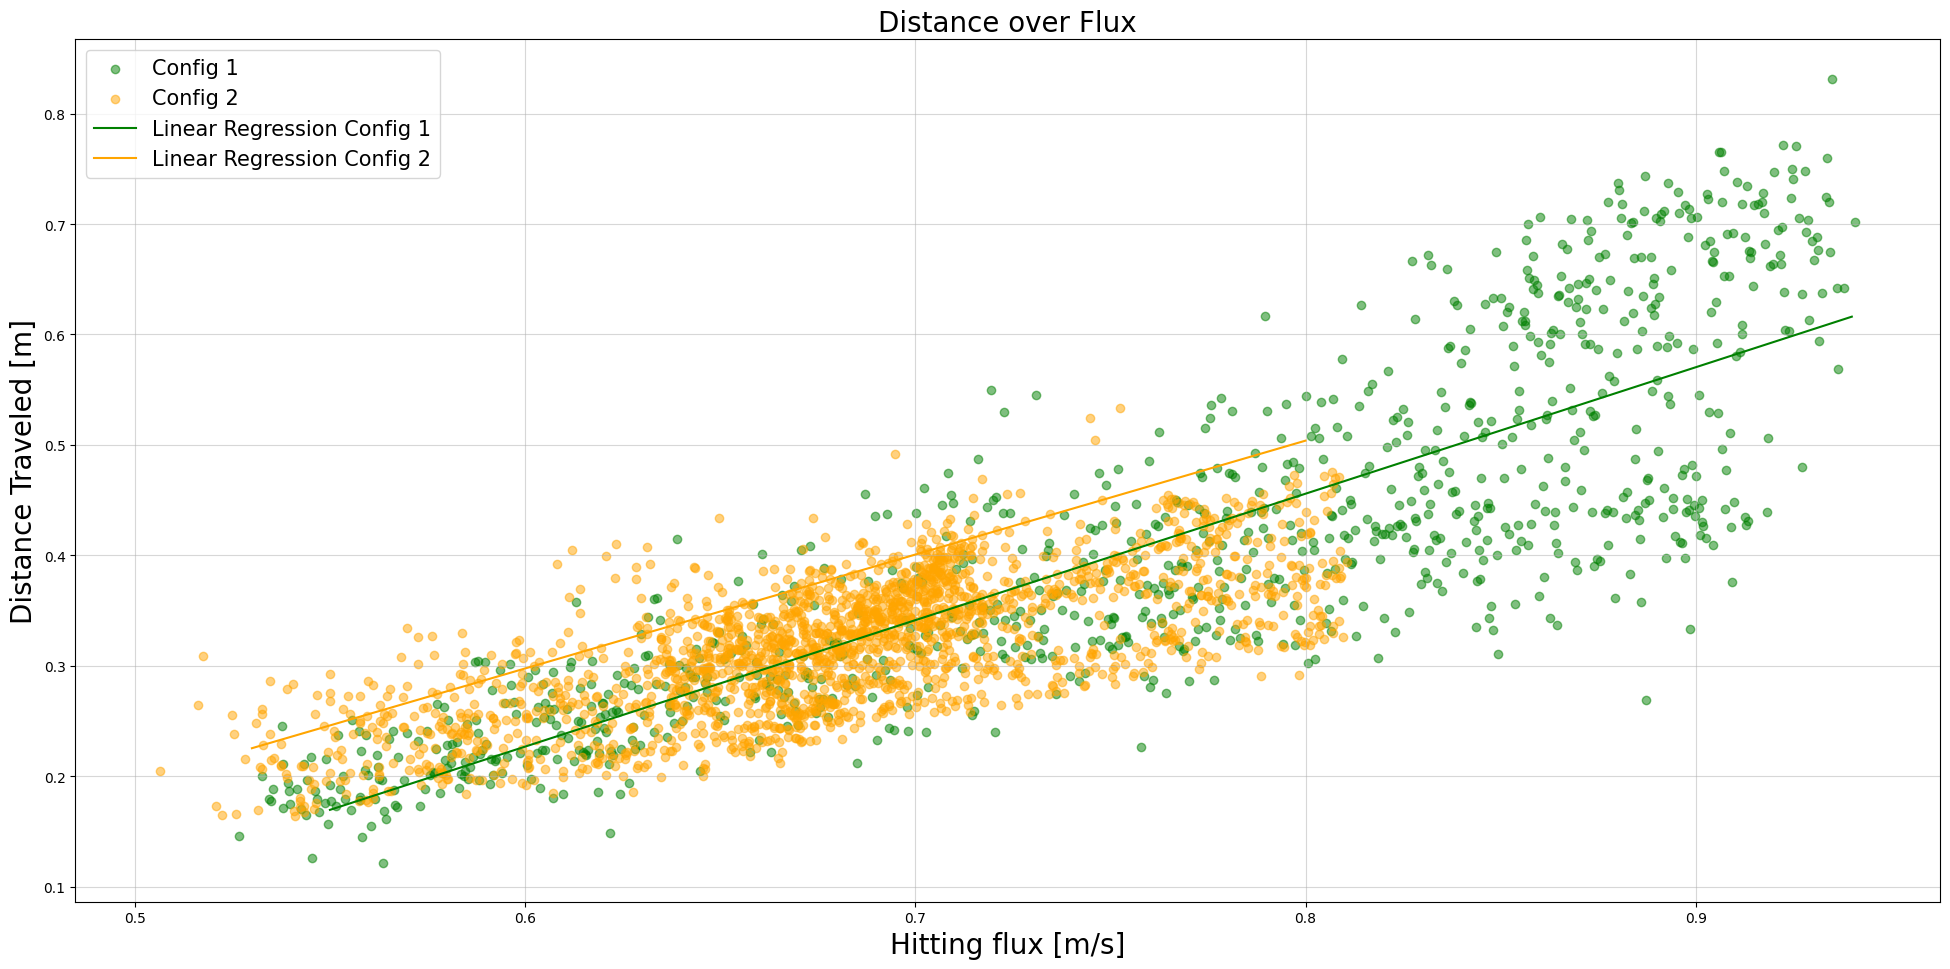 Distance over Flux
Config 1
Config 2
Linear Regression Config 1
Linear Regression Config 2
Distance Traveled [m]
0.8
0.7
0.6
0.5
0.4
0.3
0.2
0.1
0.5 0.6 0.7 0.8 0.9
Hitting flux [m/s]